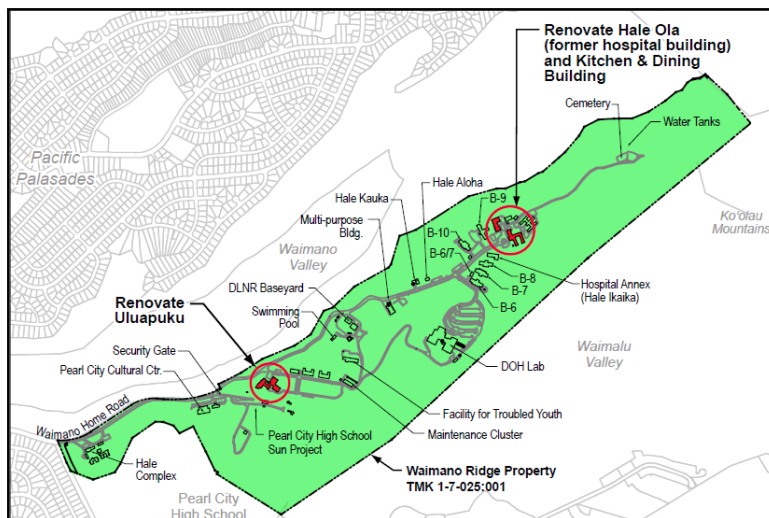 Renovate Hale Ola
(former hospital building)
and Kitchen & Dining
Building
Cemetery
Water Tanks
Pacific
Palasades
Hale Aloha
Hale Kauka
B-9
Multi-purpose
Bldg.
B-10
Ko'olau
Mountains
Waimano
Valley
B-6/7
Hospital Annex
(Hale Ikaika)
DLNR Baseyard
B-8
B-7
Renovate
Uluapuku
Swimming
Pool
B-6
Waimalu
Valley
Security Gate
DOH Lab
Pearl City Cultural Ctr.
Waimano Home Road
Facility for Troubled Youth
Maintenance Cluster
Pearl City High School
Sun Project
Hale
Complex
Waimano Ridge Property
TMK 1-7-025:001
Pearl City
High School